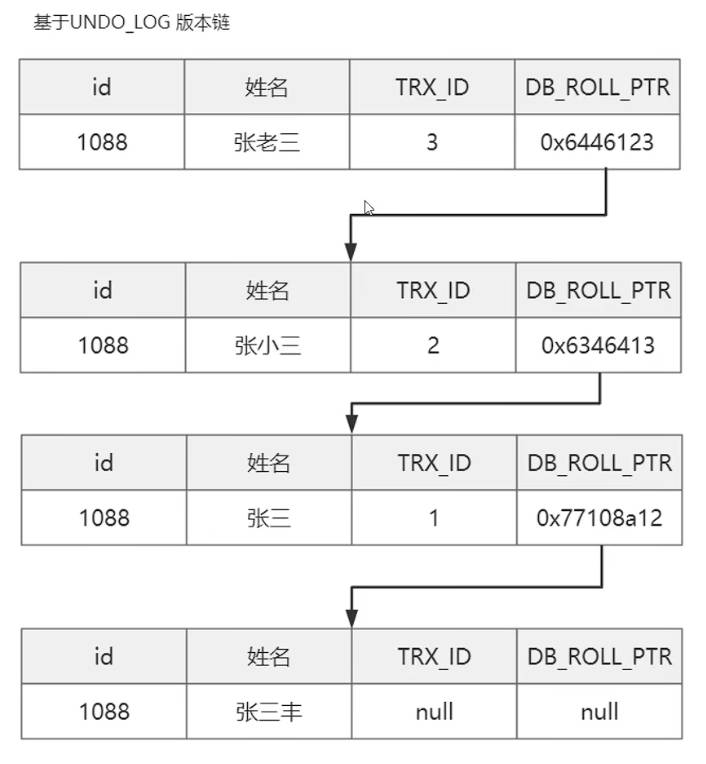 基于UNDO_LOG 版本链
id 姓名 TRX_ID DB_ROLL_PTR
1088 张老三 3 0x6446123
id 姓名 TRX_ID DB_ROLL_PTR
1088 张小三 2 0x6346413
id 姓名 TRX_ID DB_ROLL_PTR
1088 张三 1 0x77108a12
id 姓名 TRX_ID DB_ROLL_PTR
1088 张三丰 null null